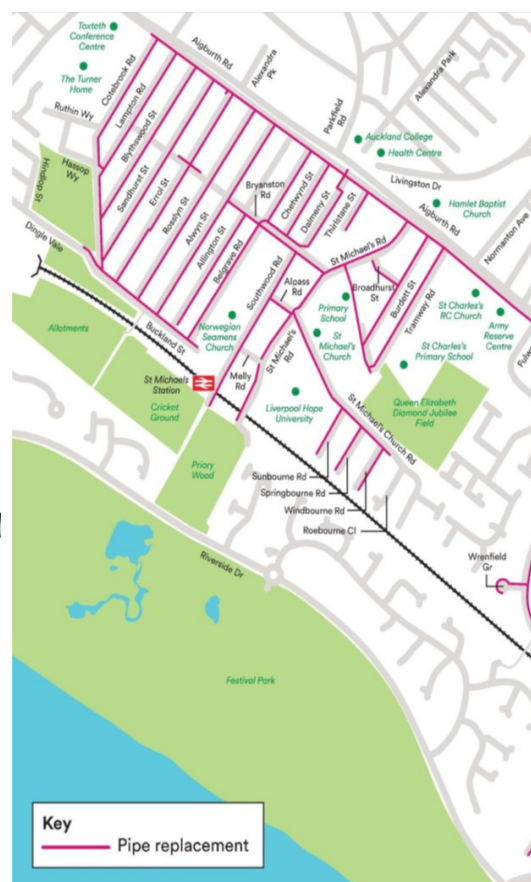 Toxteth
Conference
Centre
Aigburth Rd
The Turner
Home
Cotebrook Rd
Lampton Rd
Blythswood St
Alexandra
Pk
Alexandra Park
Ruthin Wy
Parkfield
Rd
Auckland College
Health Centre
Hassop
Wy
Hindlop St
Sandhurst St
Errol St
Roselyn St
Alwyn St
Allington St
Belgrave Rd
Bryanston
Rd
Chetwynd St
Dalmeny St
Thirlstane St
Livingston Dr
Aigburth Rd
Hamlet Baptist
Church
Normanton Ave
Dingle Vale
St Michael's Rd
Southwood Rd
Alpass
Rd
Broadhurst
St
Burdett St
Tramway Rd
St Charles's
RC Church
Army
Reserve
Centre
Allotments
Buckland St
Norwegian
Seamens
Church
Primary
School
St
Michael's
Church
St Charles's
Primary School
Fulw
St Michaels
Station
Melly
Rd
St Michael's
Rd
Cricket
Ground
Liverpool Hope
University
St Michael's Church Rd
Queen Elizabeth
Diamond Jubilee
Field
Priory
Wood
Sunbourne Rd
Springbourne Rd
Windbourne Rd
Roebourne Cl
Riverside Dr
Wrenfield
Gr
Festival Park
Key
Pipe replacement